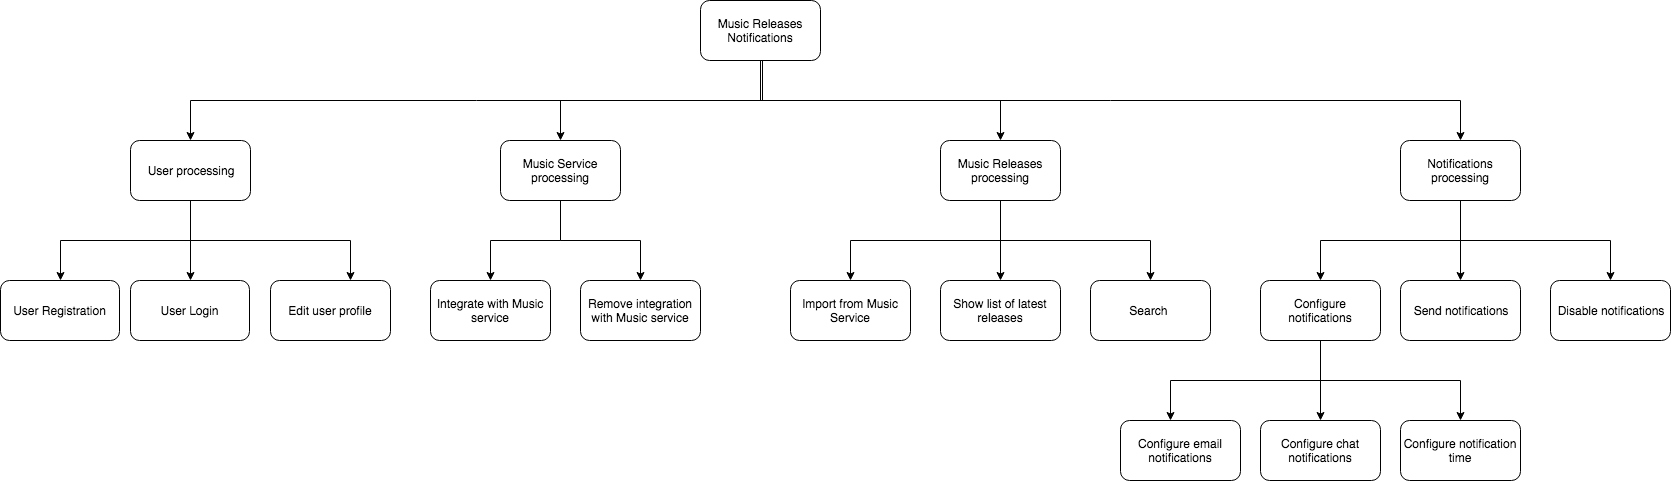 Music Releases
Notifications
User processing
Music Service
processing
Music Releases
processing
Notifications
processing
User Registration
User Login
Edit user profile
Integrate with Music
service
Remove integration
with Music service
Import from Music
Service
Show list of latest
releases
Search
Configure
notifications
Send notifications
Disable notifications
Configure email
notifications
Configure chat
notifications
Configure notification
time